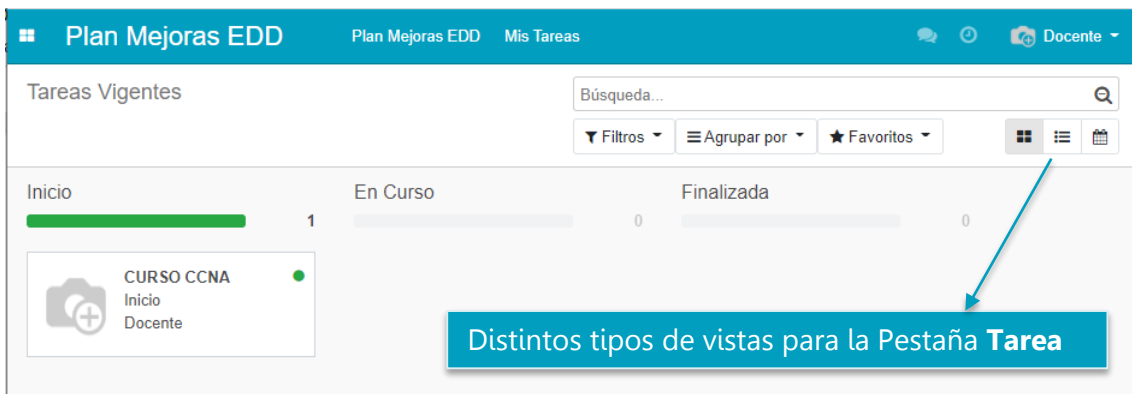 Plan Mejoras EDD Plan Mejoras EDD Mis Tareas Docente
Tareas Vigentes
Búsqueda...
Filtros Agrupar por Favoritos
Inicio En Curso Finalizada
1 0 0
CURSO CCNA
Inicio
Docente
Distintos tipos de vistas para la Pestaña Tarea